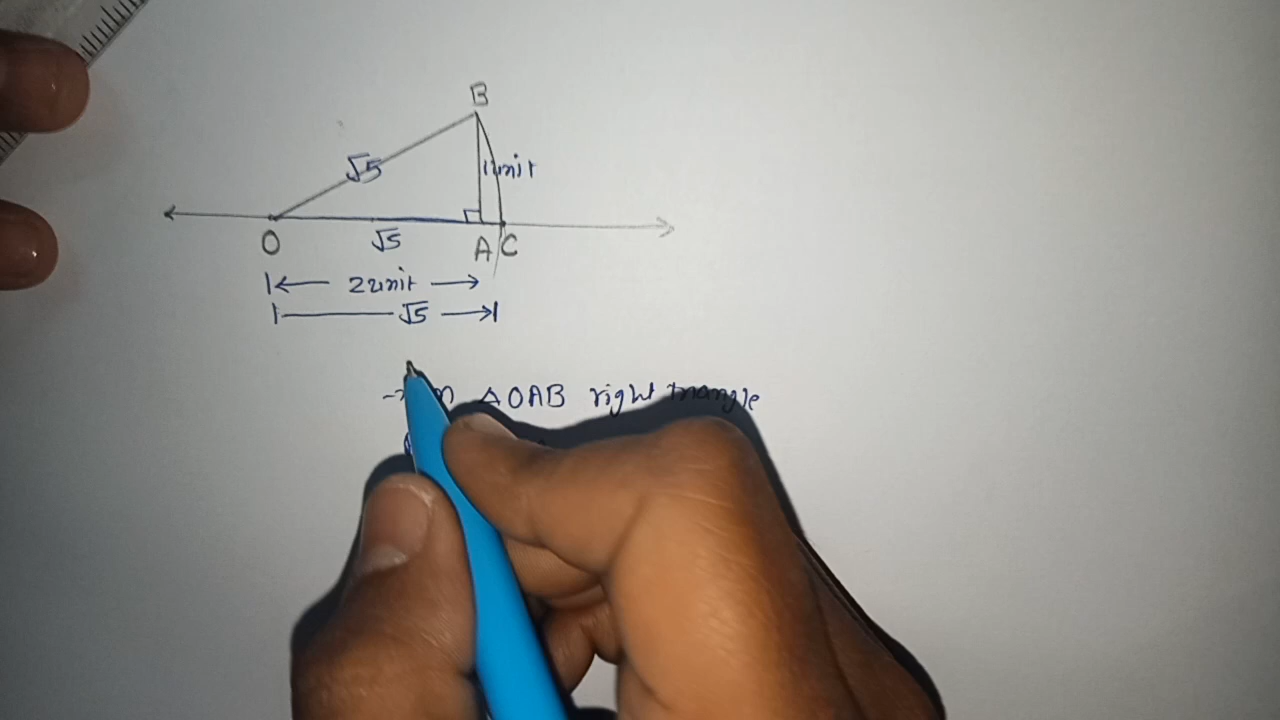 B
√5
1unit
O
√5
A C
2unit
√5
△OAB right triangle